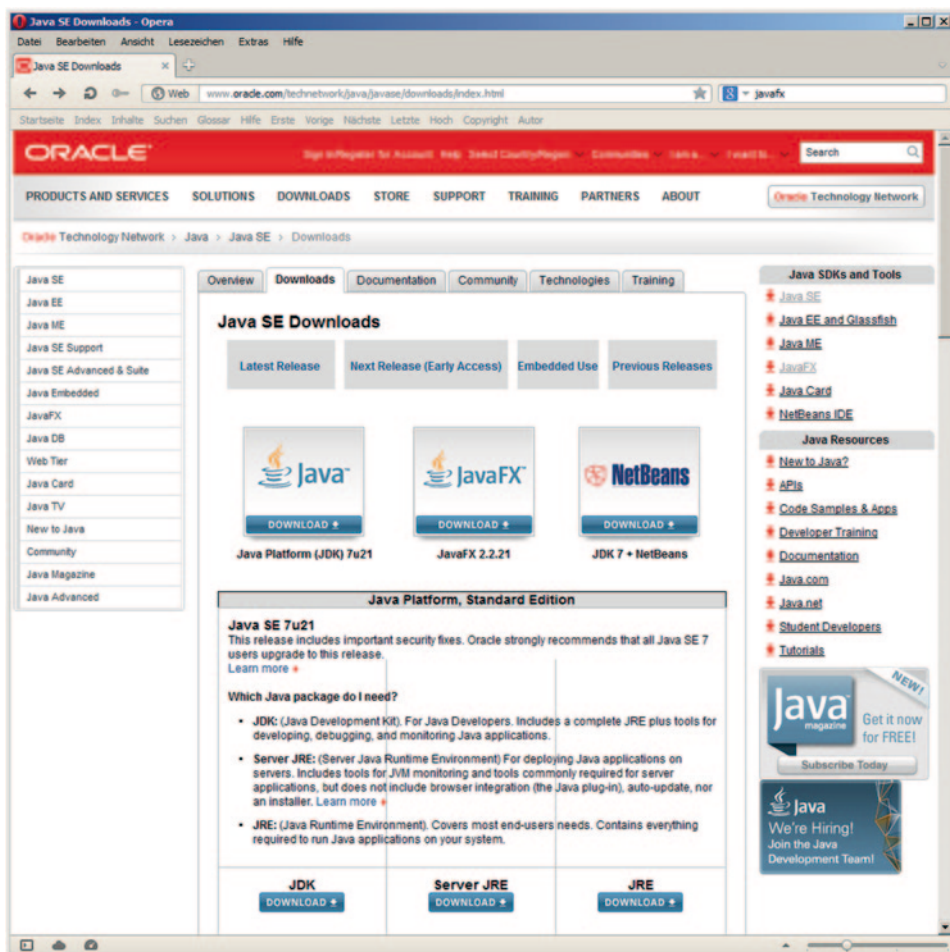 Java SE Downloads - Opera
Datei Bearbeiten Ansicht Lesezeichen Extras Hilfe
Java SE Downloads
Web www.oracle.com/technetwork/java/javase/downloads/index.html javafx
Startseite Index Inhalte Suchen Glossar Hilfe Erste Vorige Nächste Letzte Hoch Copyright Autor
ORACLE Sign In/Register for Account Help Select Country/Region Communities I am a... I want to... Search
PRODUCTS AND SERVICES SOLUTIONS DOWNLOADS STORE SUPPORT TRAINING PARTNERS ABOUT Oracle Technology Network
Oracle Technology Network > Java > Java SE > Downloads
Java SE
Java EE
Java ME
Java SE Support
Java SE Advanced & Suite
Java Embedded
JavaFX
Java DB
Web Tier
Java Card
Java TV
New to Java
Community
Java Magazine
Java Advanced
Overview Downloads Documentation Community Technologies Training
Java SE Downloads
Latest Release Next Release (Early Access) Embedded Use Previous Releases
Java JavaFX NetBeans
DOWNLOAD DOWNLOAD DOWNLOAD
Java Platform (JDK) 7u21 JavaFX 2.2.21 JDK 7 + NetBeans
Java Platform, Standard Edition
Java SE 7u21
This release includes important security fixes. Oracle strongly recommends that all Java SE 7
users upgrade to this release.
Learn more
Which Java package do I need?
• JDK: (Java Development Kit). For Java Developers. Includes a complete JRE plus tools for
developing, debugging, and monitoring Java applications.
• Server JRE: (Server Java Runtime Environment) For deploying Java applications on
servers. Includes tools for JVM monitoring and tools commonly required for server
applications, but does not include browser integration (the Java plug-in), auto-update, nor
an installer. Learn more
• JRE: (Java Runtime Environment). Covers most end-users needs. Contains everything
required to run Java applications on your system.
JDK Server JRE JRE
DOWNLOAD DOWNLOAD DOWNLOAD
Java SDKs and Tools
Java SE
Java EE and Glassfish
Java ME
JavaFX
Java Card
NetBeans IDE
Java Resources
New to Java?
APIs
Code Samples & Apps
Developer Training
Documentation
Java.com
Java.net
Student Developers
Tutorials
NEW!
Java magazine
Get it now
for FREE!
Subscribe Today
Java
We're Hiring!
Join the Java
Development Team!